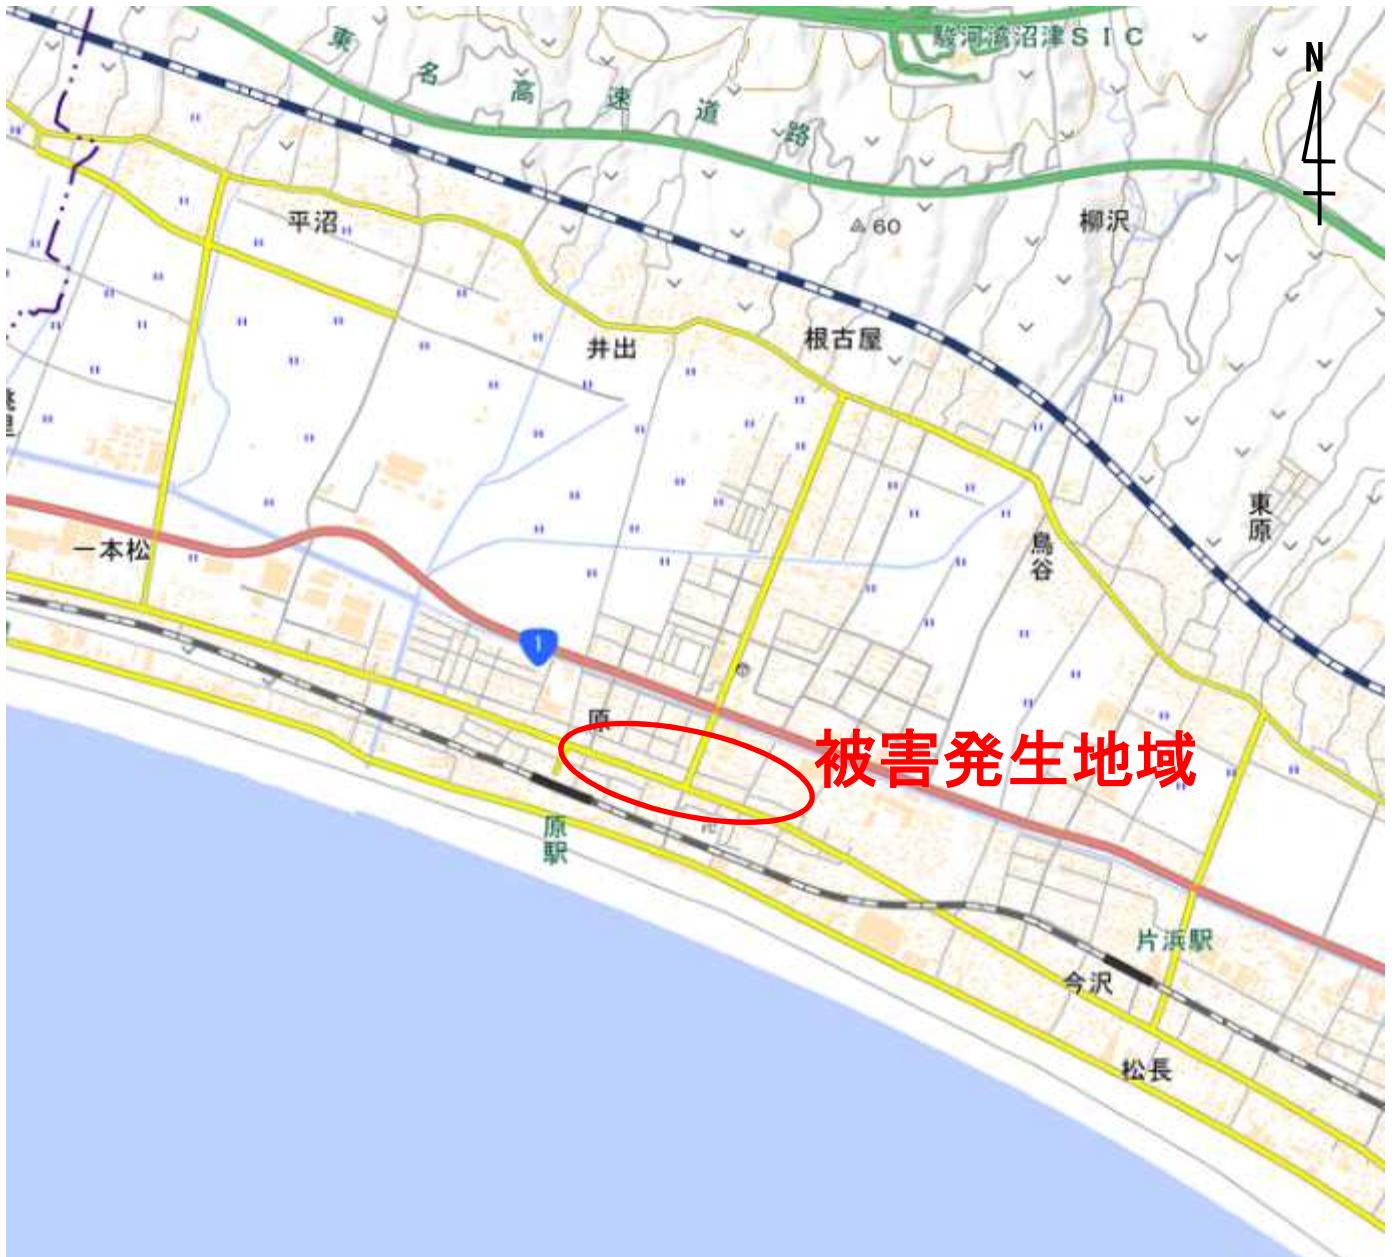 駿河湾沼津SIC
N
東名高速道路
平沼
60
柳沢
井出
根古屋
東原
一本松
鳥谷
1
原
被害発生地域
原駅
片浜駅
今沢
松長